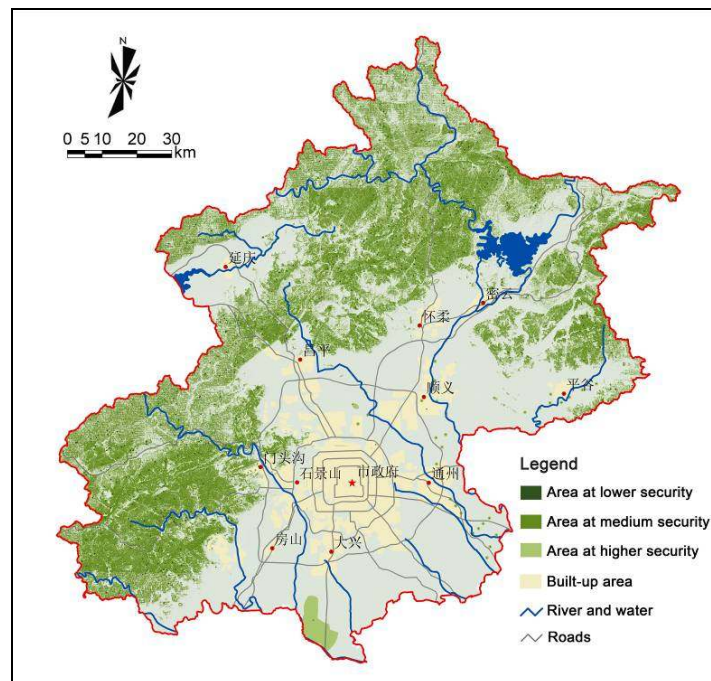 N
0 5 10 20 30
km
延庆
密云
怀柔
昌平
顺义
平谷
门头沟
石景山
市政府
通州
房山
大兴
Legend
Area at lower security
Area at medium security
Area at higher security
Built-up area
River and water
Roads